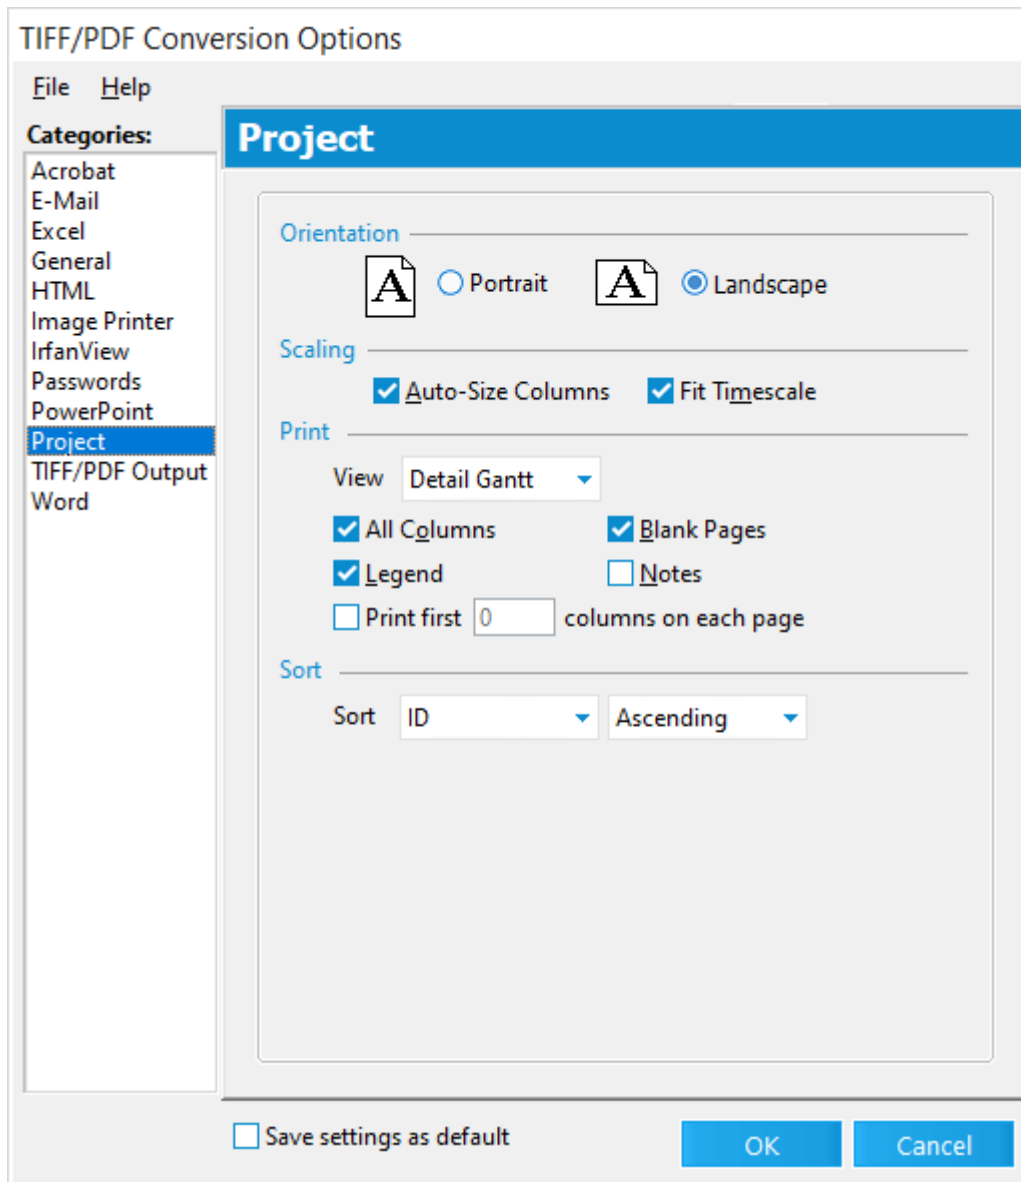 TIFF/PDF Conversion Options
File Help
Categories:
Acrobat
E-Mail
Excel
General
HTML
Image Printer
IrfanView
Passwords
PowerPoint
Project
TIFF/PDF Output
Word
Project
Orientation
A Portrait A Landscape
Scaling
Auto-Size Columns Fit Timescale
Print
View Detail Gantt
All Columns Blank Pages
Legend Notes
Print first 0 columns on each page
Sort
Sort ID Ascending
Save settings as default OK Cancel